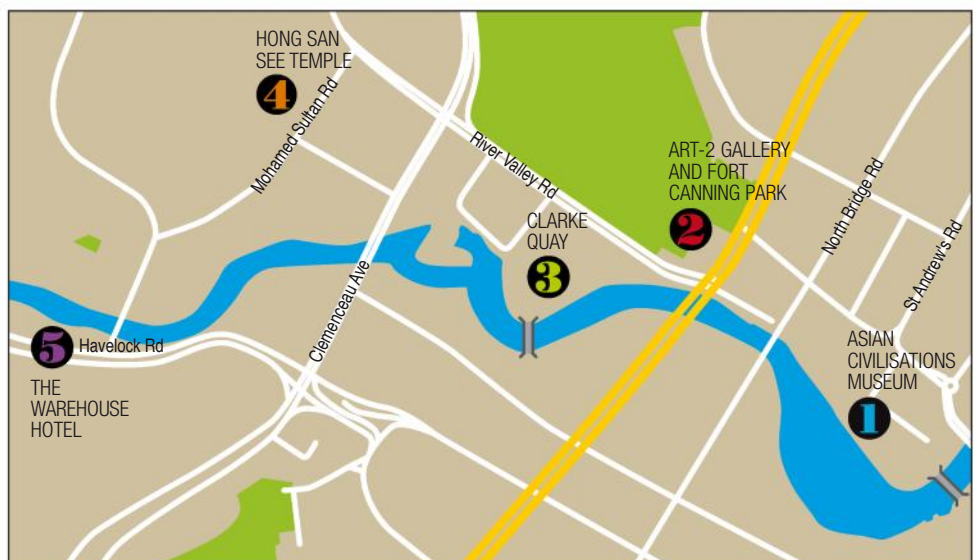 HONG SAN
SEE TEMPLE
4
Mohamed Sultan Rd
River Valley Rd
ART-2 GALLERY
AND FORT
CANNING PARK
2
North Bridge Rd
CLARKE
QUAY
3
St Andrew's Rd
Clemenceau Ave
5
Havelock Rd
THE
WAREHOUSE
HOTEL
ASIAN
CIVILISATIONS
MUSEUM
1